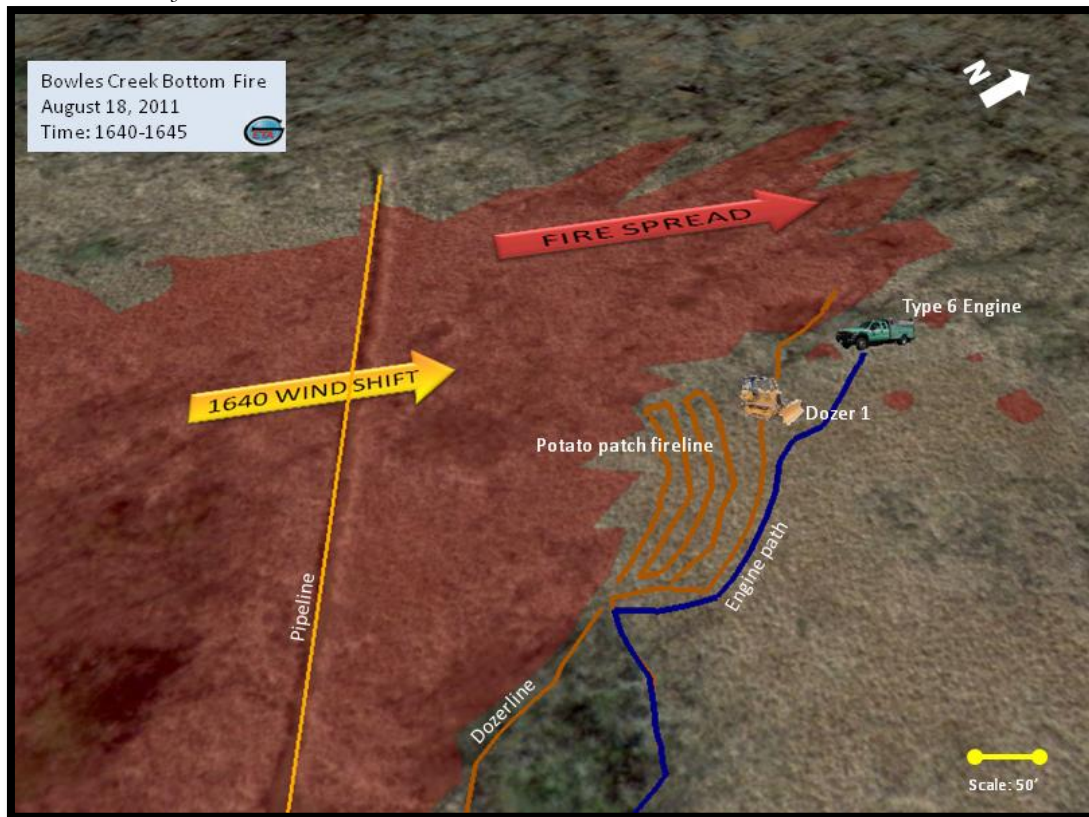 Bowles Creek Bottom Fire
August 18, 2011
Time: 1640-1645
GTAC
N
FIRE SPREAD
Type 6 Engine
1640 WIND SHIFT
Dozer 1
Potato patch fireline
Engine path
Pipeline
Dozerline
Scale: 50'